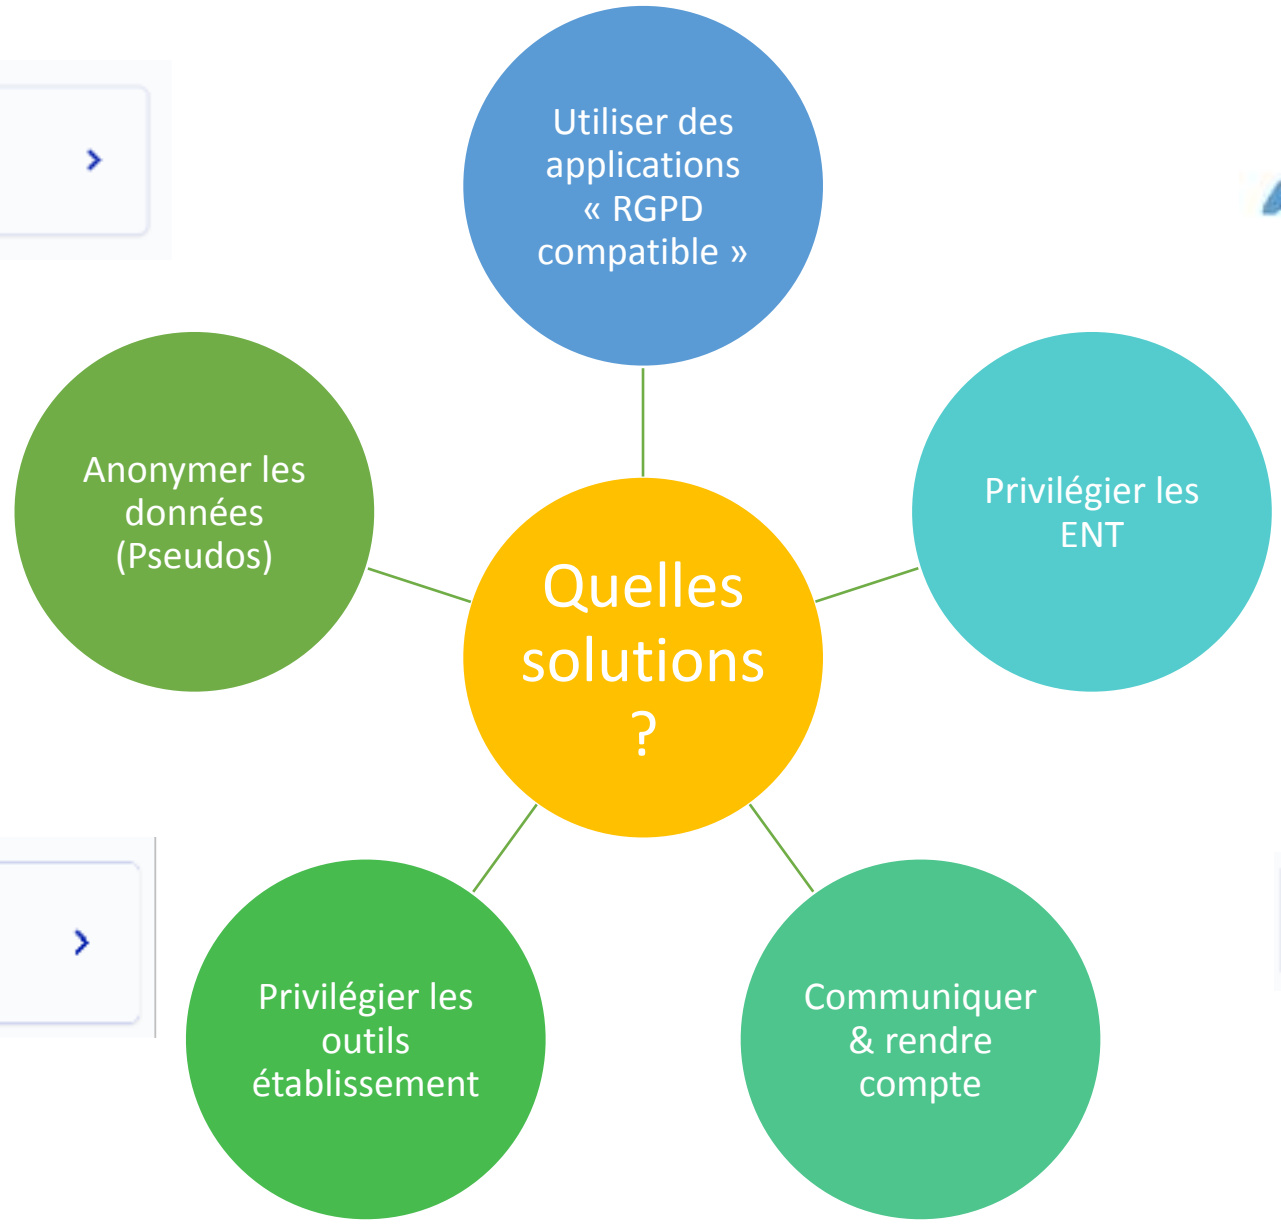 Utiliser des
applications
« RGPD
compatible »
Anonymer les
données
(Pseudos)
Privilégier les
ENT
Quelles
solutions
?
Privilégier les
outils
établissement
Communiquer
& rendre
compte